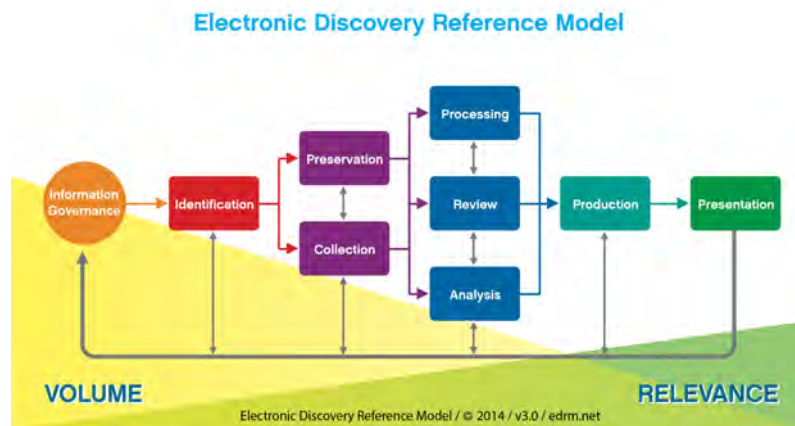 Electronic Discovery Reference Model
Information
Governance
Identification
Preservation
Collection
Processing
Review
Analysis
Production
Presentation
VOLUME
RELEVANCE
Electronic Discovery Reference Model / © 2014 / v3.0 / edrm.net